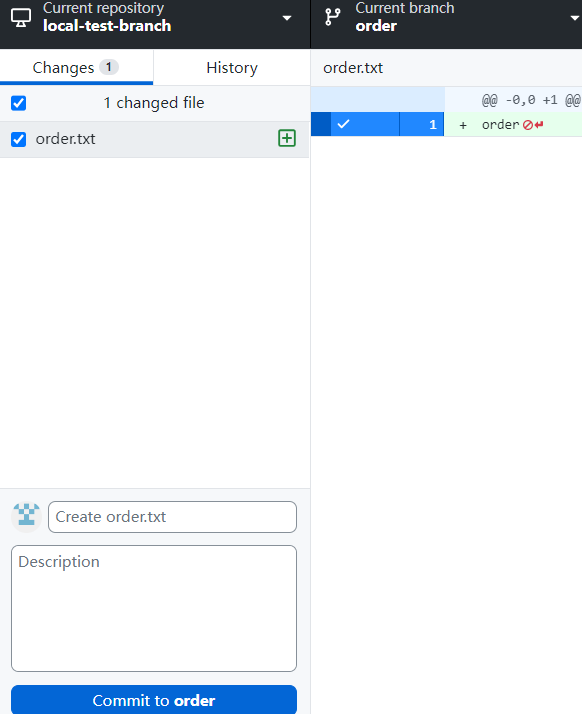 Current repository
local-test-branch
Current branch
order
Changes 1
History
1 changed file
order.txt
order.txt
@@ -0,0 +1 @@
1 + order
Create order.txt
Description
Commit to order